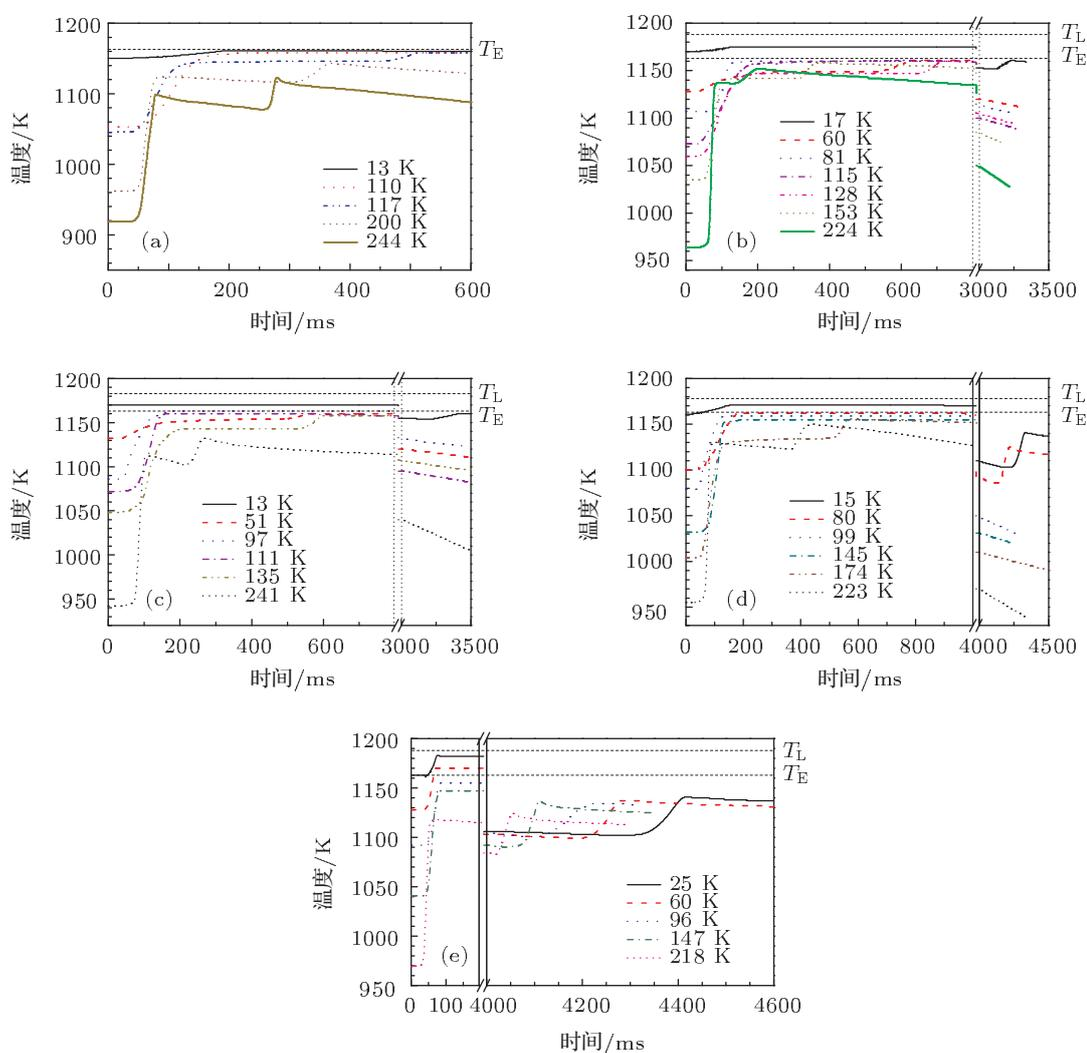 1200
1100
1000
900
温度/K
T_E
13 K
110 K
117 K
200 K
244 K
(a)
0 200 400 600
时间/ms
1200
1150
1100
1050
1000
950
温度/K
T_L
T_E
17 K
60 K
81 K
115 K
128 K
153 K
224 K
(b)
0 200 400 600 3000 3500
时间/ms
1200
1150
1100
1050
1000
950
温度/K
T_L
T_E
13 K
51 K
97 K
111 K
135 K
241 K
(c)
0 200 400 600 3000 3500
时间/ms
1200
1150
1100
1050
1000
950
温度/K
T_L
T_E
15 K
80 K
99 K
145 K
174 K
223 K
(d)
0 200 400 600 800 4000 4500
时间/ms
1200
1150
1100
1050
1000
950
温度/K
T_L
T_E
25 K
60 K
96 K
147 K
218 K
(e)
0 100 4000 4200 4400 4600
时间/ms